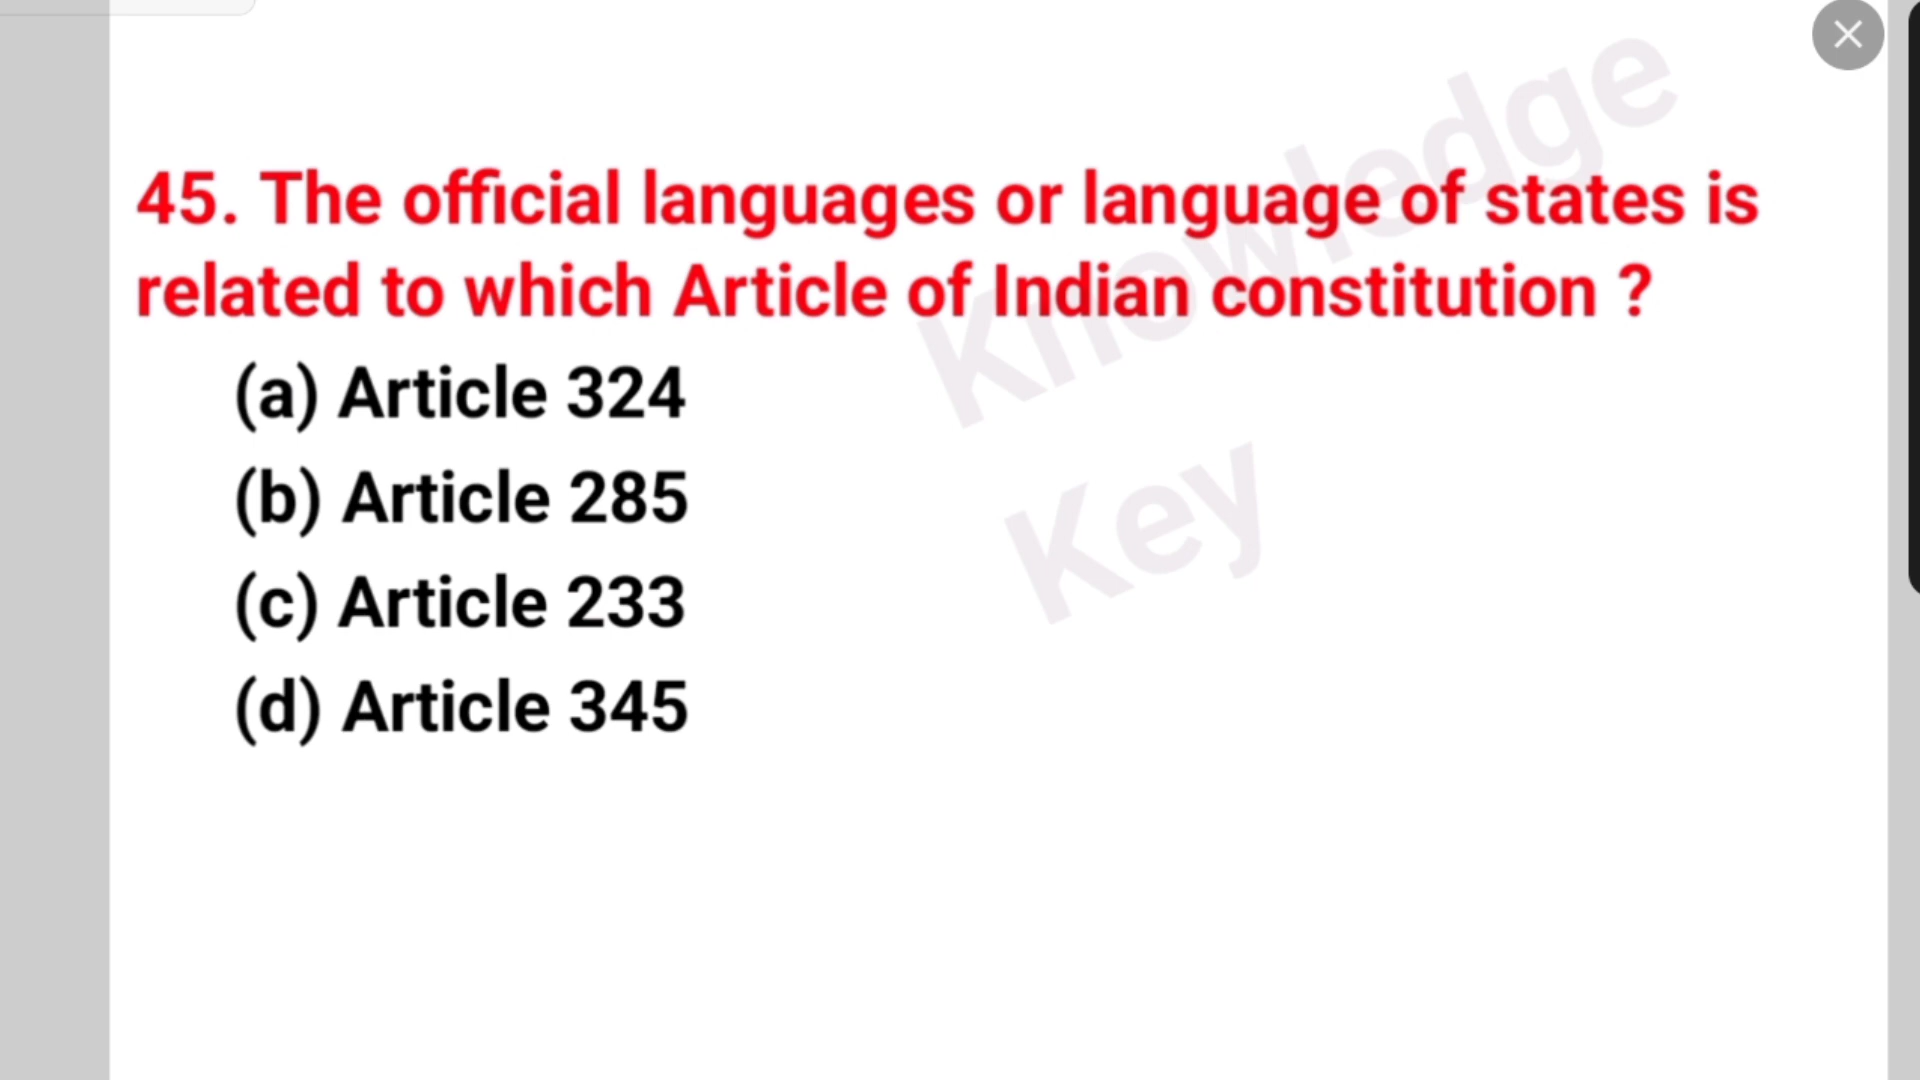 45. The official languages or language of states is
related to which Article of Indian constitution ?
(a) Article 324
(b) Article 285
(c) Article 233
(d) Article 345
Knowledge
Key